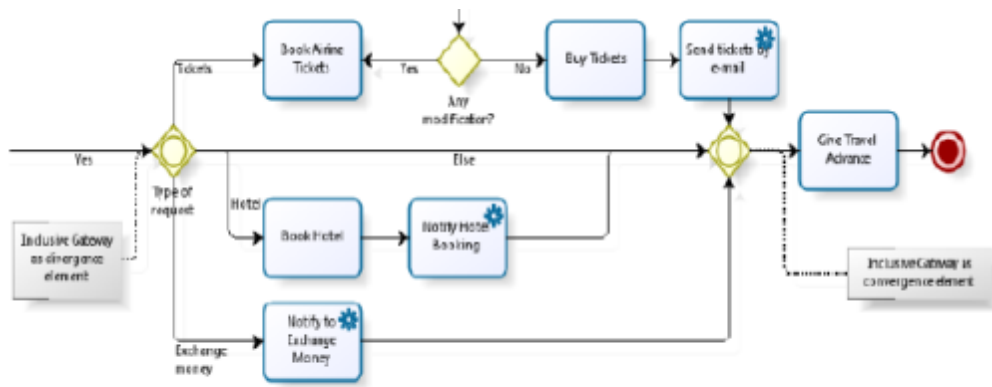 Book Airline
Tickets
Tickets
Yes
No
Any
modification?
Buy Tickets
Send tickets by
e-mail
Yes
Type of
request
Else
Give Travel
Advance
Inclusive Gateway
as divergence
element
Hotel
Book Hotel
Notify Hotel
Booking
Inclusive Gateway as
convergence element
Exchange
money
Notify to
Exchange
Money